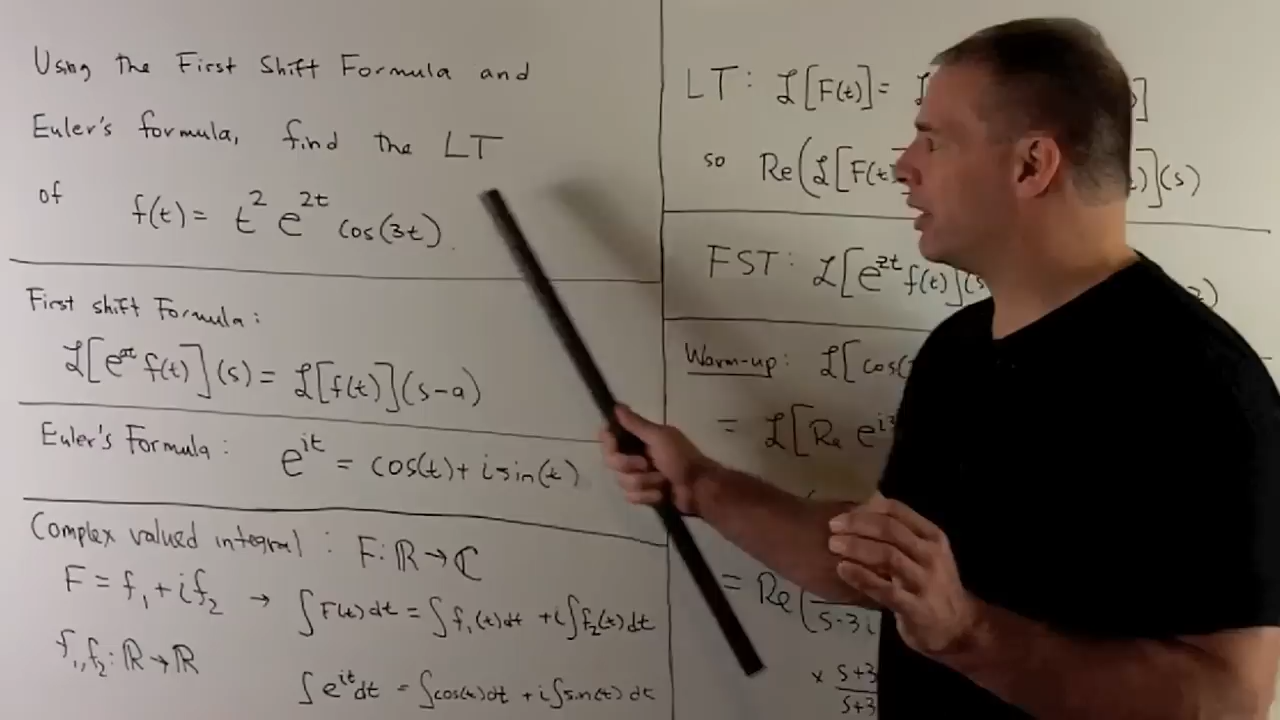 Using the First Shift Formula and
Euler's formula, find the LT
of f(t) = t² e^{2t} cos(3t).
First shift Formula:
ℒ[e^{at} f(t)](s) = ℒ[f(t)](s-a)
Euler's Formula: e^{it} = cos(t) + i sin(t)
Complex valued integral: F: ℝ → ℂ
F = f₁ + i f₂ → ∫F(t)dt = ∫f₁(t)dt + i∫f₂(t)dt
f₁, f₂: ℝ → ℝ
∫e^{it}dt = ∫cos(t)dt + i∫sin(t)dt
LT: ℒ[F(t)] = ]
so Re(ℒ[F(t)](s)
FST: ℒ[e^{zt} f(t)](s )
Warm-up: ℒ[cos(
= ℒ[Re e^{i3
= Re(
s-3i
× s+3
s+3